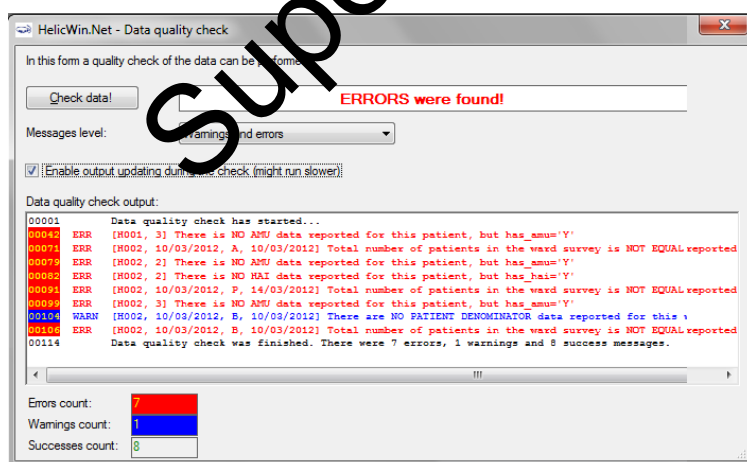 Supe
HelicWin.Net - Data quality check
In this form a quality check of the data can be
Check data!
ERRORS were found!
Messages level:
Warnings and errors
Enable output updating during the check (might run slower)
Data quality check output:
00001 Data quality check has started...
00042 ERR [H001, 3] There is NO AMU data reported for this patient, but has_amu='Y'
00071 ERR [H002, 10/03/2012, A, 10/03/2012] Total number of patients in the ward survey is NOT EQUAL reported
00079 ERR [H002, 2] There is NO AMU data reported for this patient, but has_amu='Y'
00082 ERR [H002, 2] There is NO HAI data reported for this patient, but has_hai='Y'
00091 ERR [H002, 10/03/2012, P, 14/03/2012] Total number of patients in the ward survey is NOT EQUAL reported
00099 ERR [H002, 3] There is NO AMU data reported for this patient, but has_amu='Y'
00104 WARN [H002, 10/03/2012, B, 10/03/2012] There are NO PATIENT DENOMINATOR data reported for this
00106 ERR [H002, 10/03/2012, B, 10/03/2012] Total number of patients in the ward survey is NOT EQUAL reported
00114 Data quality check was finished. There were 7 errors, 1 warnings and 8 success messages.
Errors count: 7
Warnings count: 1
Successes count: 8